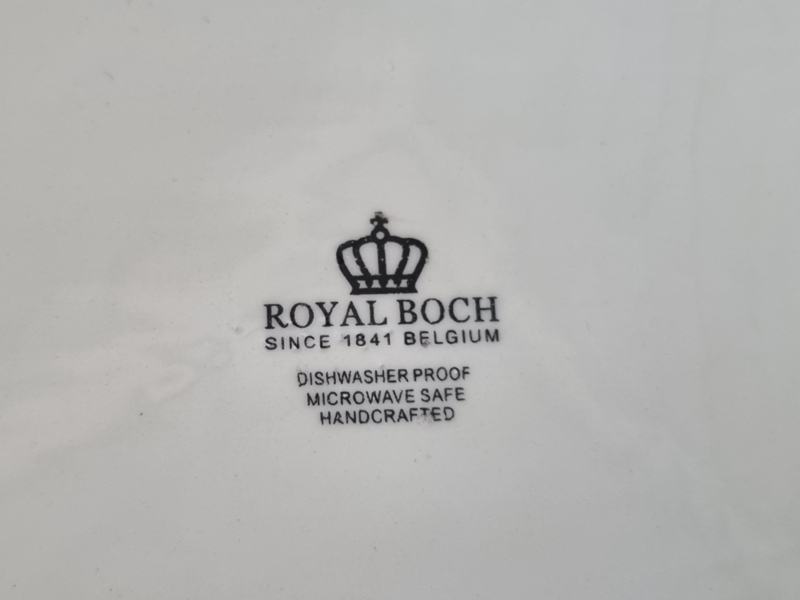 ROYAL BOCH
SINCE 1841 BELGIUM
DISHWASHER PROOF
MICROWAVE SAFE
HANDCRAFTED